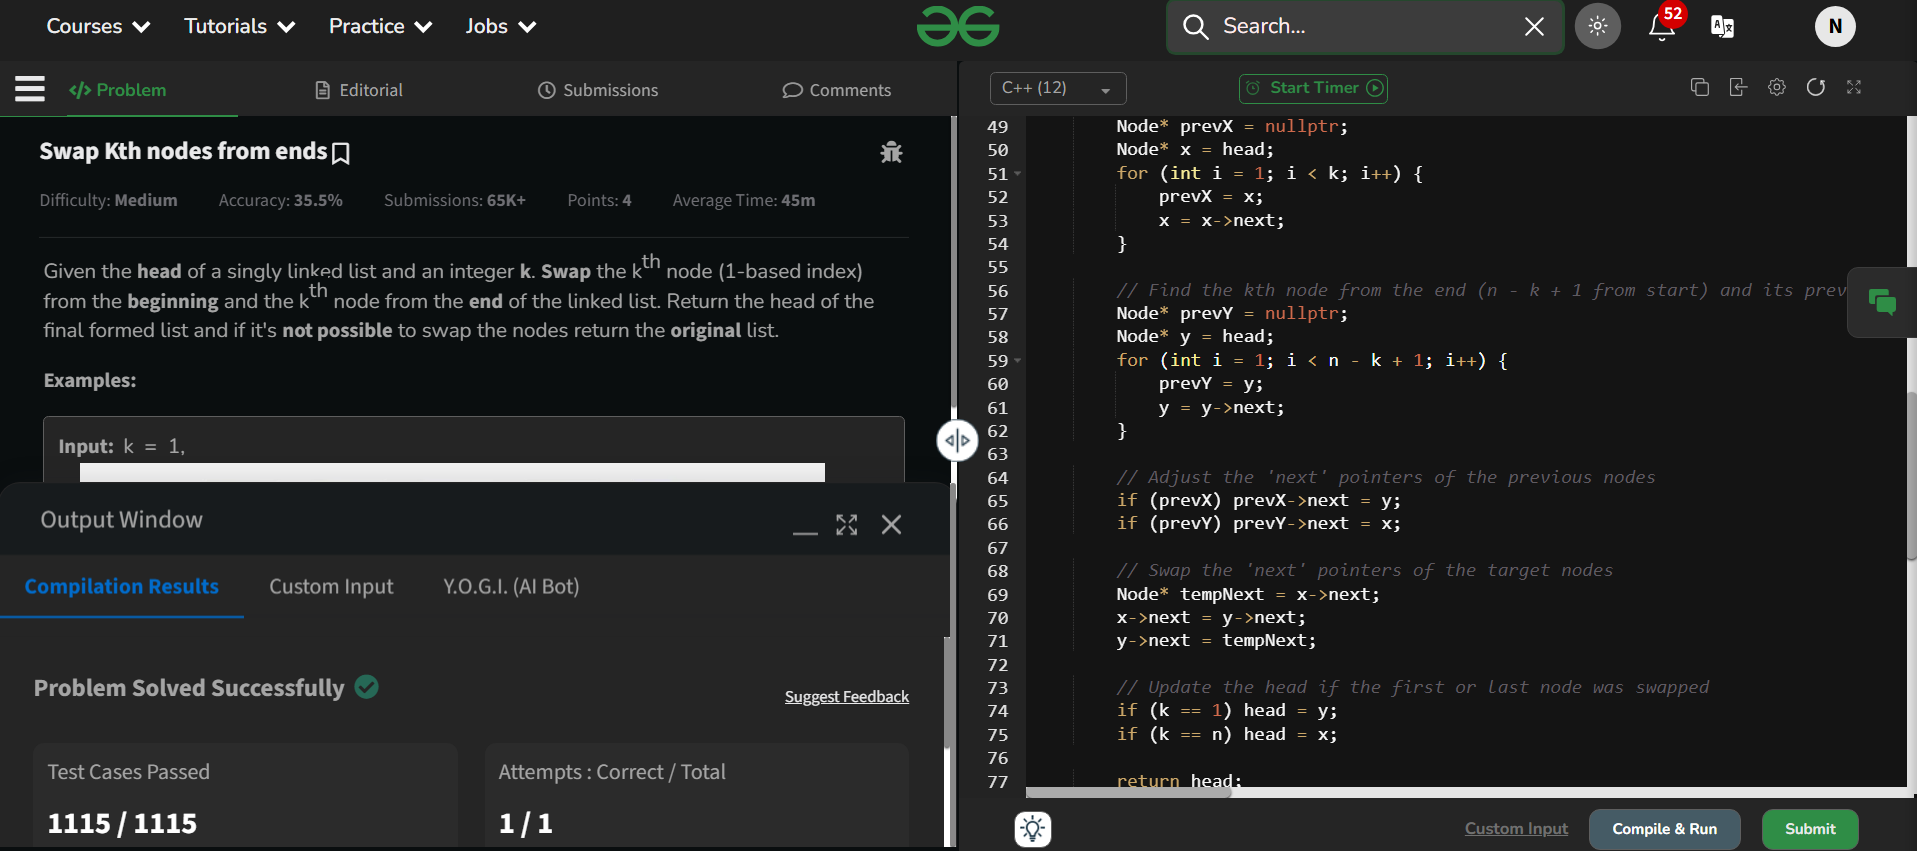 Courses Tutorials Practice Jobs Search... 52 N
Problem Editorial Submissions Comments
Swap Kth nodes from ends
Difficulty: Medium Accuracy: 35.5% Submissions: 65K+ Points: 4 Average Time: 45m
Given the head of a singly linked list and an integer k. Swap the kth node (1-based index)
from the beginning and the kth node from the end of the linked list. Return the head of the
final formed list and if it's not possible to swap the nodes return the original list.
Examples:
Input: k = 1,
Output Window
Compilation Results Custom Input Y.O.G.I. (AI Bot)
Problem Solved Successfully
Suggest Feedback
Test Cases Passed
1115 / 1115
Attempts : Correct / Total
1 / 1
C++ (12) Start Timer
49 Node* prevX = nullptr;
50 Node* x = head;
51 for (int i = 1; i < k; i++) {
52 prevX = x;
53 x = x->next;
54 }
55
56 // Find the kth node from the end (n - k + 1 from start) and its prev
57 Node* prevY = nullptr;
58 Node* y = head;
59 for (int i = 1; i < n - k + 1; i++) {
60 prevY = y;
61 y = y->next;
62 }
63
64 // Adjust the 'next' pointers of the previous nodes
65 if (prevX) prevX->next = y;
66 if (prevY) prevY->next = x;
67
68 // Swap the 'next' pointers of the target nodes
69 Node* tempNext = x->next;
70 x->next = y->next;
71 y->next = tempNext;
72
73 // Update the head if the first or last node was swapped
74 if (k == 1) head = y;
75 if (k == n) head = x;
76
77 return head;
Custom Input Compile & Run Submit